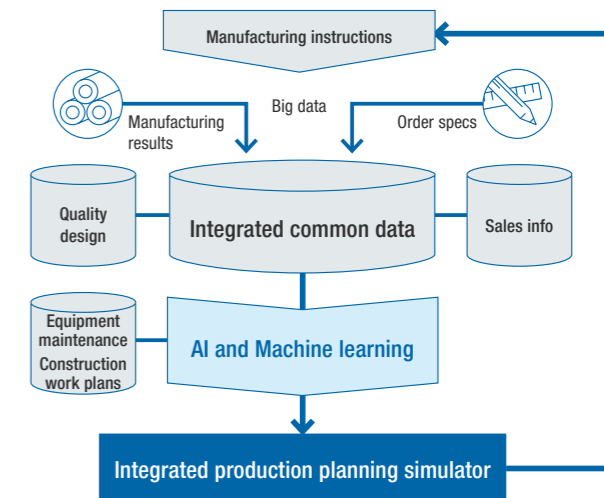 Manufacturing instructions
Big data
Manufacturing
results
Order specs
Quality
design
Integrated common data
Sales info
Equipment
maintenance
Construction
work plans
AI and Machine learning
Integrated production planning simulator